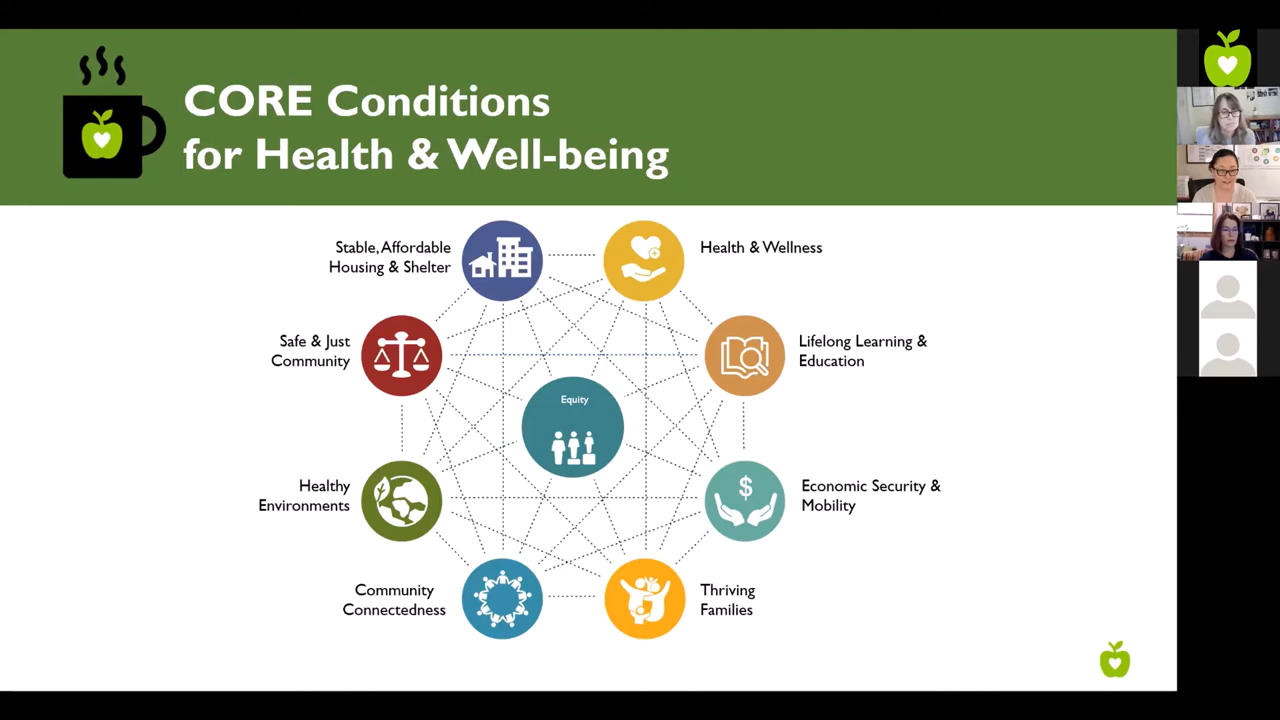 CORE Conditions
for Health & Well-being
Stable, Affordable
Housing & Shelter
Health & Wellness
Safe & Just
Community
Lifelong Learning &
Education
Equity
Healthy
Environments
$
Economic Security &
Mobility
Community
Connectedness
Thriving
Families